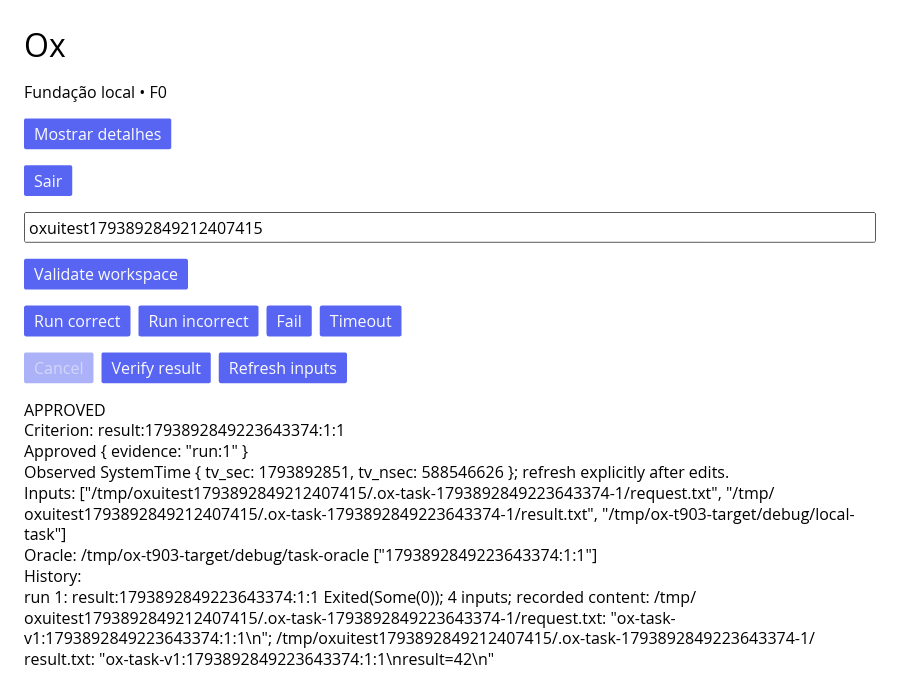 Ox
Fundação local • F0
Mostrar detalhes
Sair
oxuitest1793892849212407415
Validate workspace
Run correct Run incorrect Fail Timeout
Cancel Verify result Refresh inputs
APPROVED
Criterion: result:1793892849223643374:1:1
Approved { evidence: "run:1" }
Observed SystemTime { tv_sec: 1793892851, tv_nsec: 588546626 }; refresh explicitly after edits.
Inputs: ["/tmp/oxuitest1793892849212407415/.ox-task-1793892849223643374-1/request.txt", "/tmp/
oxuitest1793892849212407415/.ox-task-1793892849223643374-1/result.txt", "/tmp/ox-t903-target/debug/local-
task"]
Oracle: /tmp/ox-t903-target/debug/task-oracle ["1793892849223643374:1:1"]
History:
run 1: result:1793892849223643374:1:1 Exited(Some(0)); 4 inputs; recorded content: /tmp/
oxuitest1793892849212407415/.ox-task-1793892849223643374-1/request.txt: "ox-task-
v1:1793892849223643374:1:1\n"; /tmp/oxuitest1793892849212407415/.ox-task-1793892849223643374-1/
result.txt: "ox-task-v1:1793892849223643374:1:1\nresult=42\n"